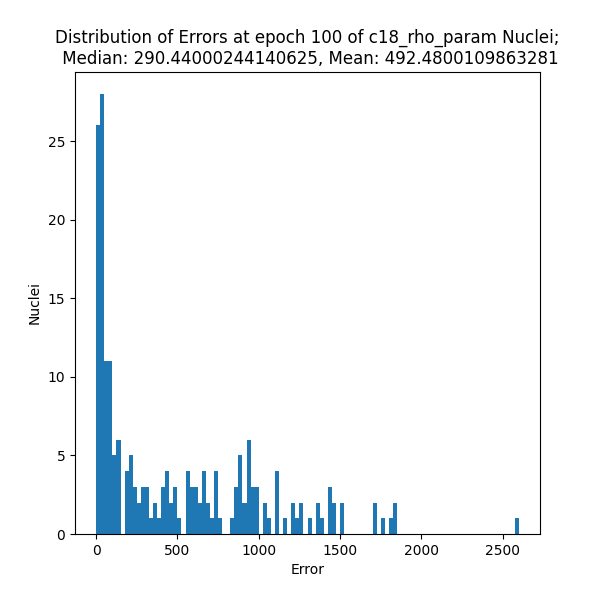 Distribution of Errors at epoch 100 of c18_rho_param Nuclei;
Median: 290.44000244140625, Mean: 492.4800109863281
25
20
15
10
5
0
Nuclei
0 500 1000 1500 2000 2500
Error